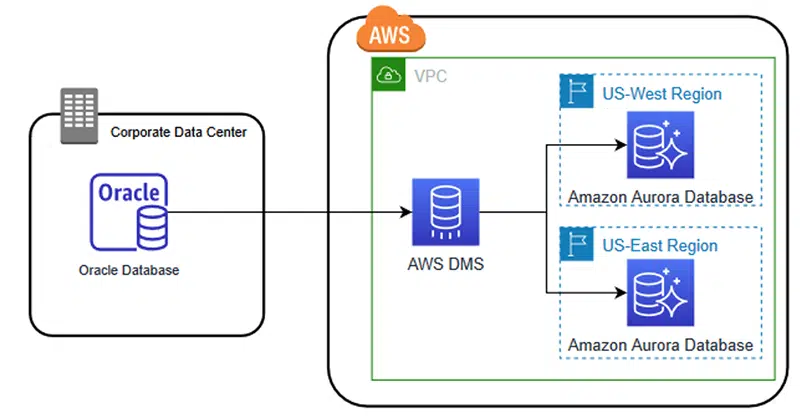 AWS
VPC
US-West Region
Amazon Aurora Database
Corporate Data Center
Oracle
Oracle Database
AWS DMS
US-East Region
Amazon Aurora Database